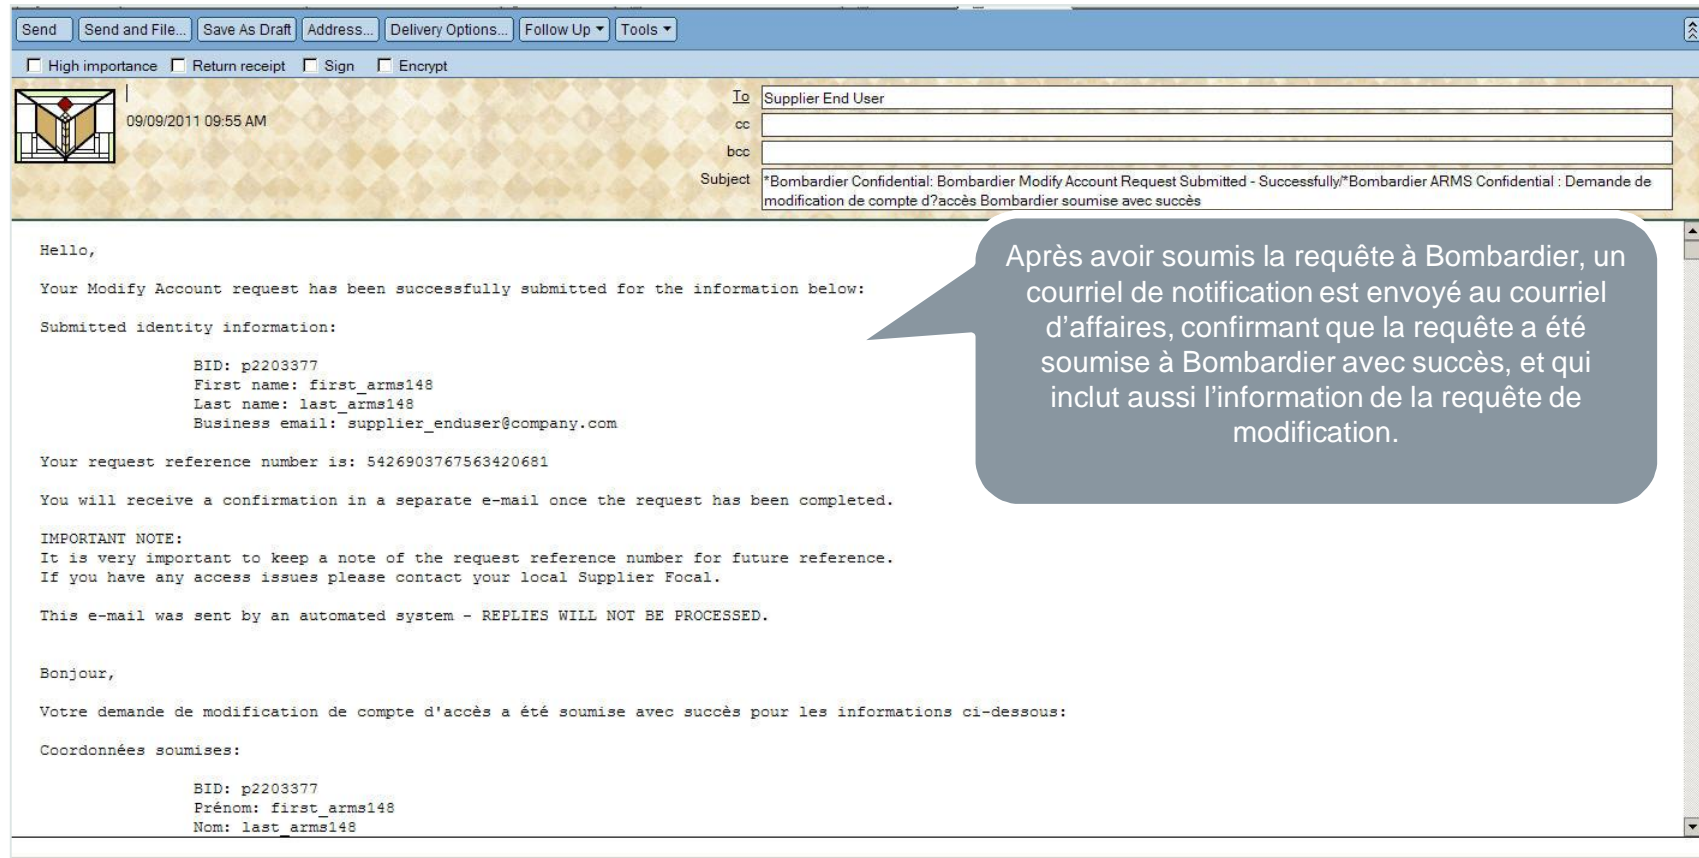 Send Send and File... Save As Draft Address... Delivery Options... Follow Up Tools
High importance Return receipt Sign Encrypt
09/09/2011 09:55 AM
To Supplier End User
cc
bcc
Subject *Bombardier Confidential: Bombardier Modify Account Request Submitted - Successfully/*Bombardier ARMS Confidential : Demande de
modification de compte d?accès Bombardier soumise avec succès
Hello,
Your Modify Account request has been successfully submitted for the information below:
Submitted identity information:
BID: p2203377
First name: first_arms148
Last name: last_arms148
Business email: supplier_enduser@company.com
Your request reference number is: 5426903767563420681
You will receive a confirmation in a separate e-mail once the request has been completed.
IMPORTANT NOTE:
It is very important to keep a note of the request reference number for future reference.
If you have any access issues please contact your local Supplier Focal.
This e-mail was sent by an automated system - REPLIES WILL NOT BE PROCESSED.
Bonjour,
Votre demande de modification de compte d'accès a été soumise avec succès pour les informations ci-dessous:
Coordonnées soumises:
BID: p2203377
Prénom: first_arms148
Nom: last_arms148
Après avoir soumis la requête à Bombardier, un
courriel de notification est envoyé au courriel
d'affaires, confirmant que la requête a été
soumise à Bombardier avec succès, et qui
inclut aussi l'information de la requête de
modification.